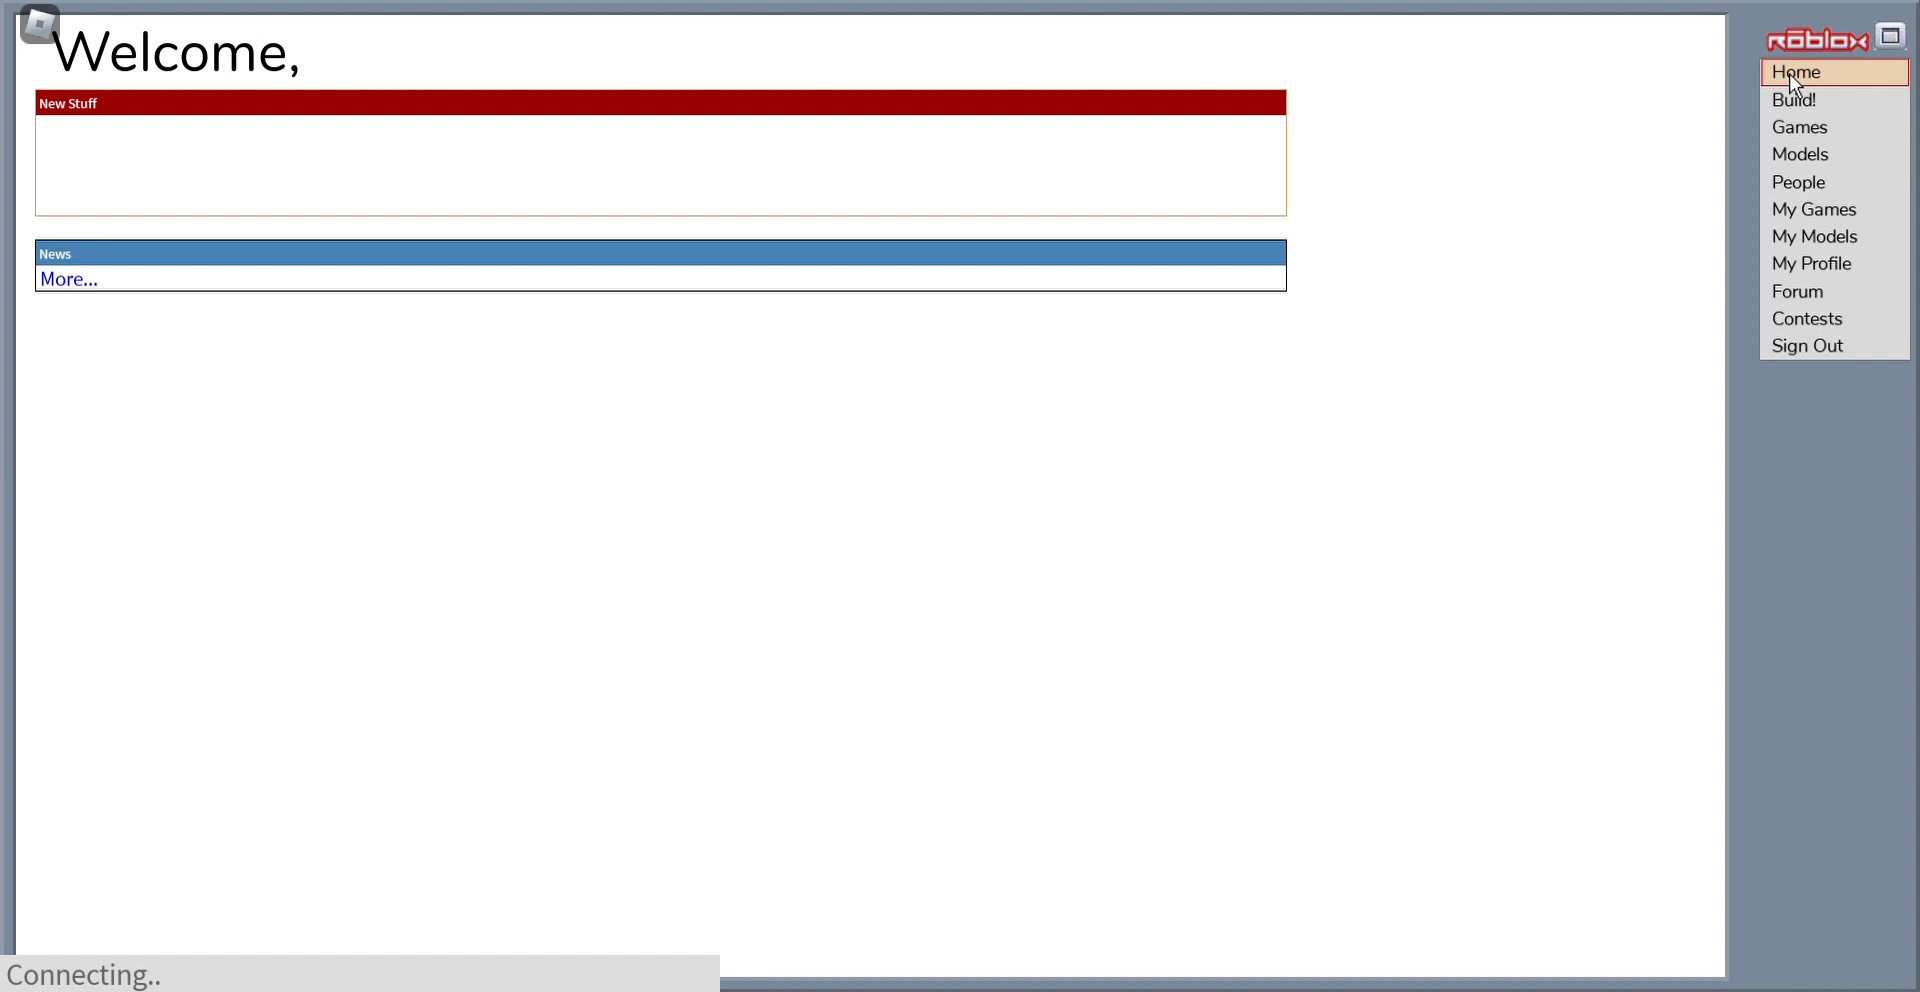 Welcome,
New Stuff
News
More...
RŌBLOX
Home
Build!
Games
Models
People
My Games
My Models
My Profile
Forum
Contests
Sign Out
Connecting..